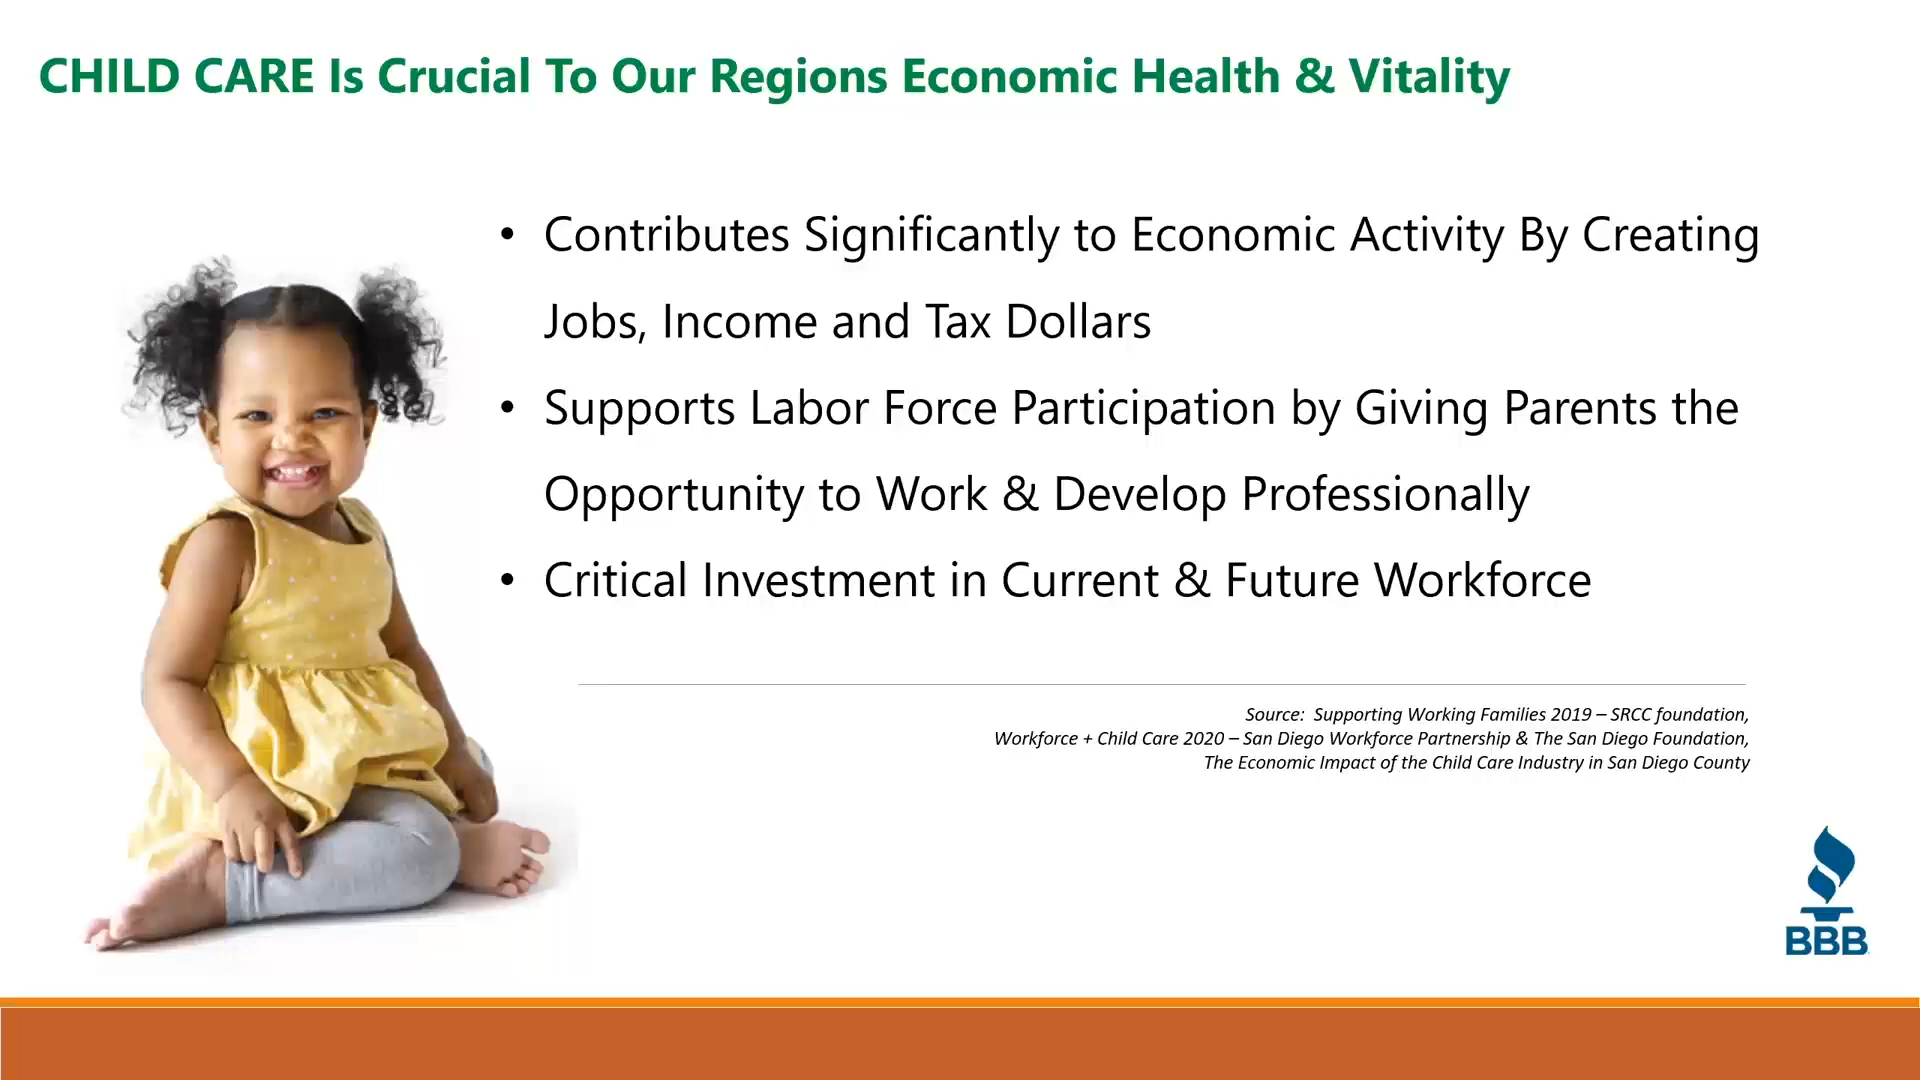 CHILD CARE Is Crucial To Our Regions Economic Health & Vitality
• Contributes Significantly to Economic Activity By Creating
Jobs, Income and Tax Dollars
• Supports Labor Force Participation by Giving Parents the
Opportunity to Work & Develop Professionally
• Critical Investment in Current & Future Workforce
Source:  Supporting Working Families 2019 – SRCC foundation,
Workforce + Child Care 2020 – San Diego Workforce Partnership & The San Diego Foundation,
The Economic Impact of the Child Care Industry in San Diego County
BBB